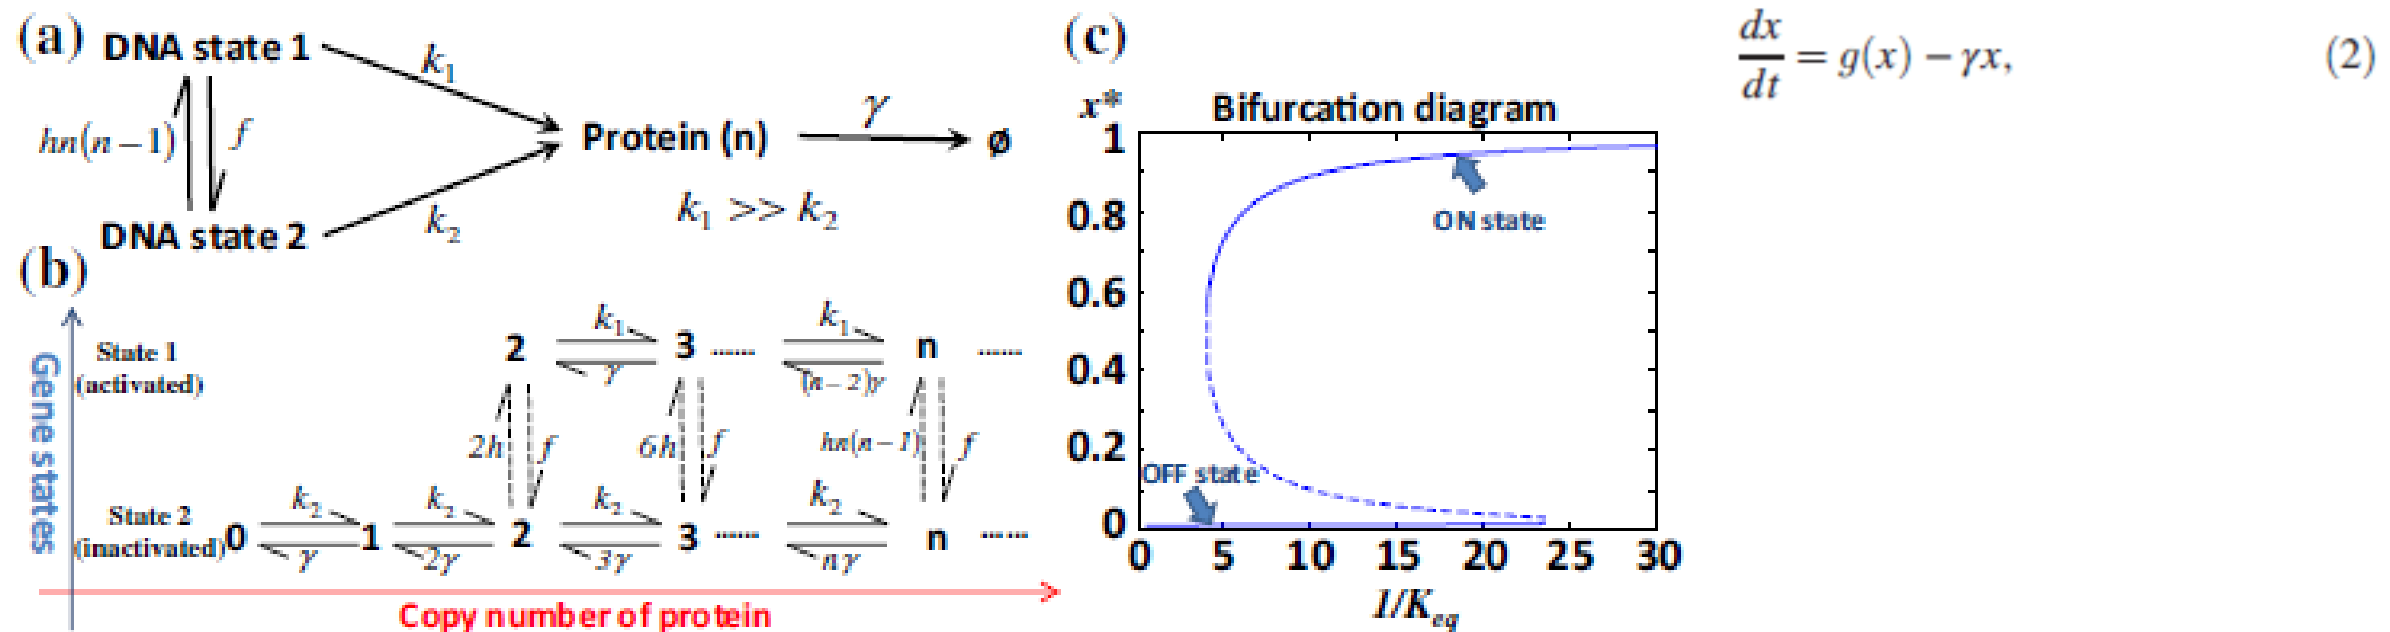 (a) DNA state 1
k₁
hn(n−1)
f
Protein (n)
γ
ø
k₂
k₁ >> k₂
DNA state 2
(b)
Gene states
State 1
(activated)
2
k₁
γ
3
......
k₁
(n−2)γ
n
......
2h
f
6h
f
hn(n−1)
f
State 2
(inactivated)
0
k₂
γ
1
k₂
2γ
2
k₂
3γ
3
......
k₂
nγ
n
......
Copy number of protein
(c)
Bifurcation diagram
x*
1
0.8
0.6
0.4
0.2
0
ON state
OFF state
0 5 10 15 20 25 30
1/K_eq
dx/dt = g(x) − γx, (2)